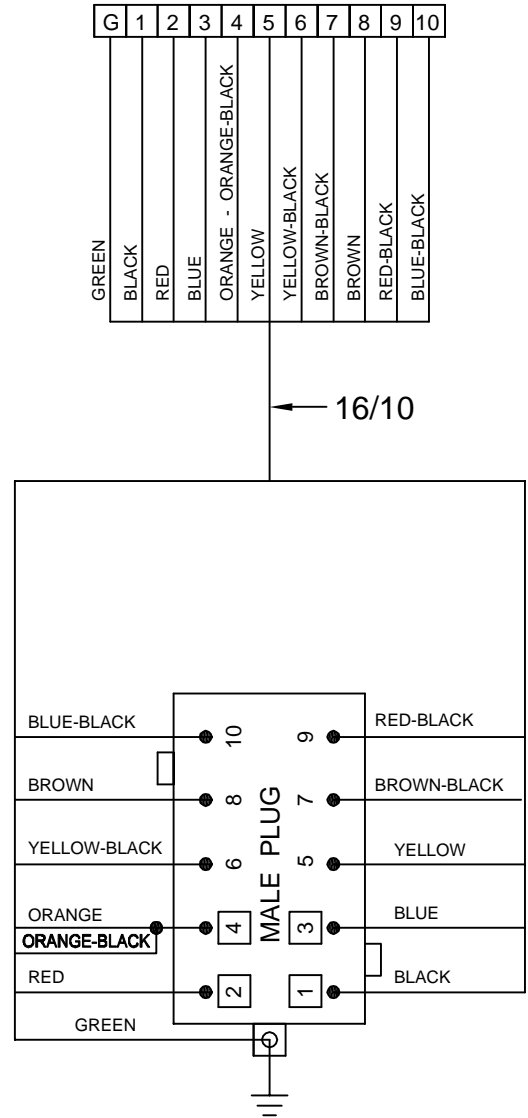 G 1 2 3 4 5 6 7 8 9 10
GREEN
BLACK
RED
BLUE
ORANGE - ORANGE-BLACK
YELLOW
YELLOW-BLACK
BROWN-BLACK
BROWN
RED-BLACK
BLUE-BLACK
16/10
BLUE-BLACK 10 9 RED-BLACK
BROWN 8 7 BROWN-BLACK
YELLOW-BLACK 6 5 YELLOW
MALE PLUG
ORANGE 4 3 BLUE
ORANGE-BLACK
RED 2 1 BLACK
GREEN